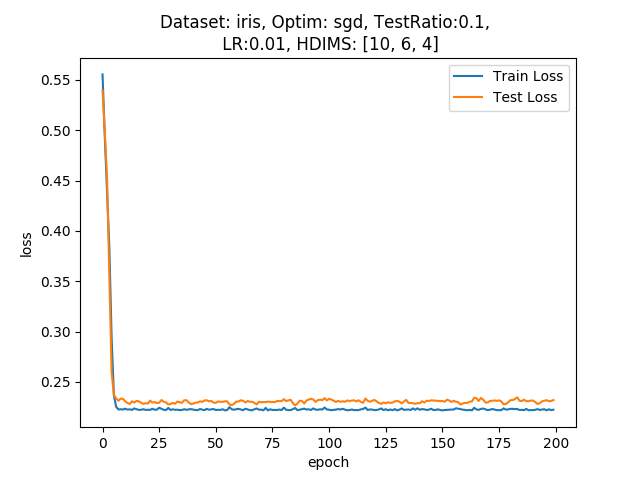 Dataset: iris, Optim: sgd, TestRatio:0.1,
LR:0.01, HDIMS: [10, 6, 4]
Train Loss
Test Loss
0.55
0.50
0.45
0.40
0.35
0.30
0.25
loss
0 25 50 75 100 125 150 175 200
epoch